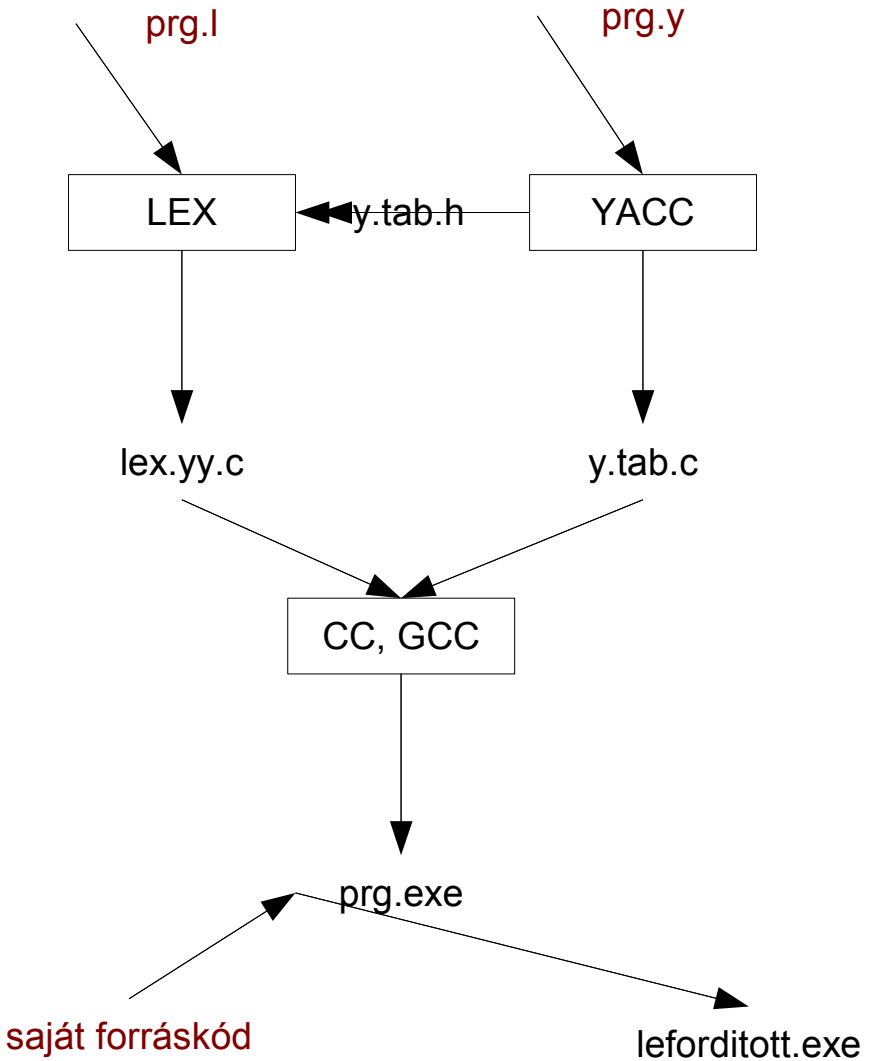 prg.l
prg.y
LEX
y.tab.h
YACC
lex.yy.c
y.tab.c
CC, GCC
prg.exe
saját forráskód
leforditott.exe